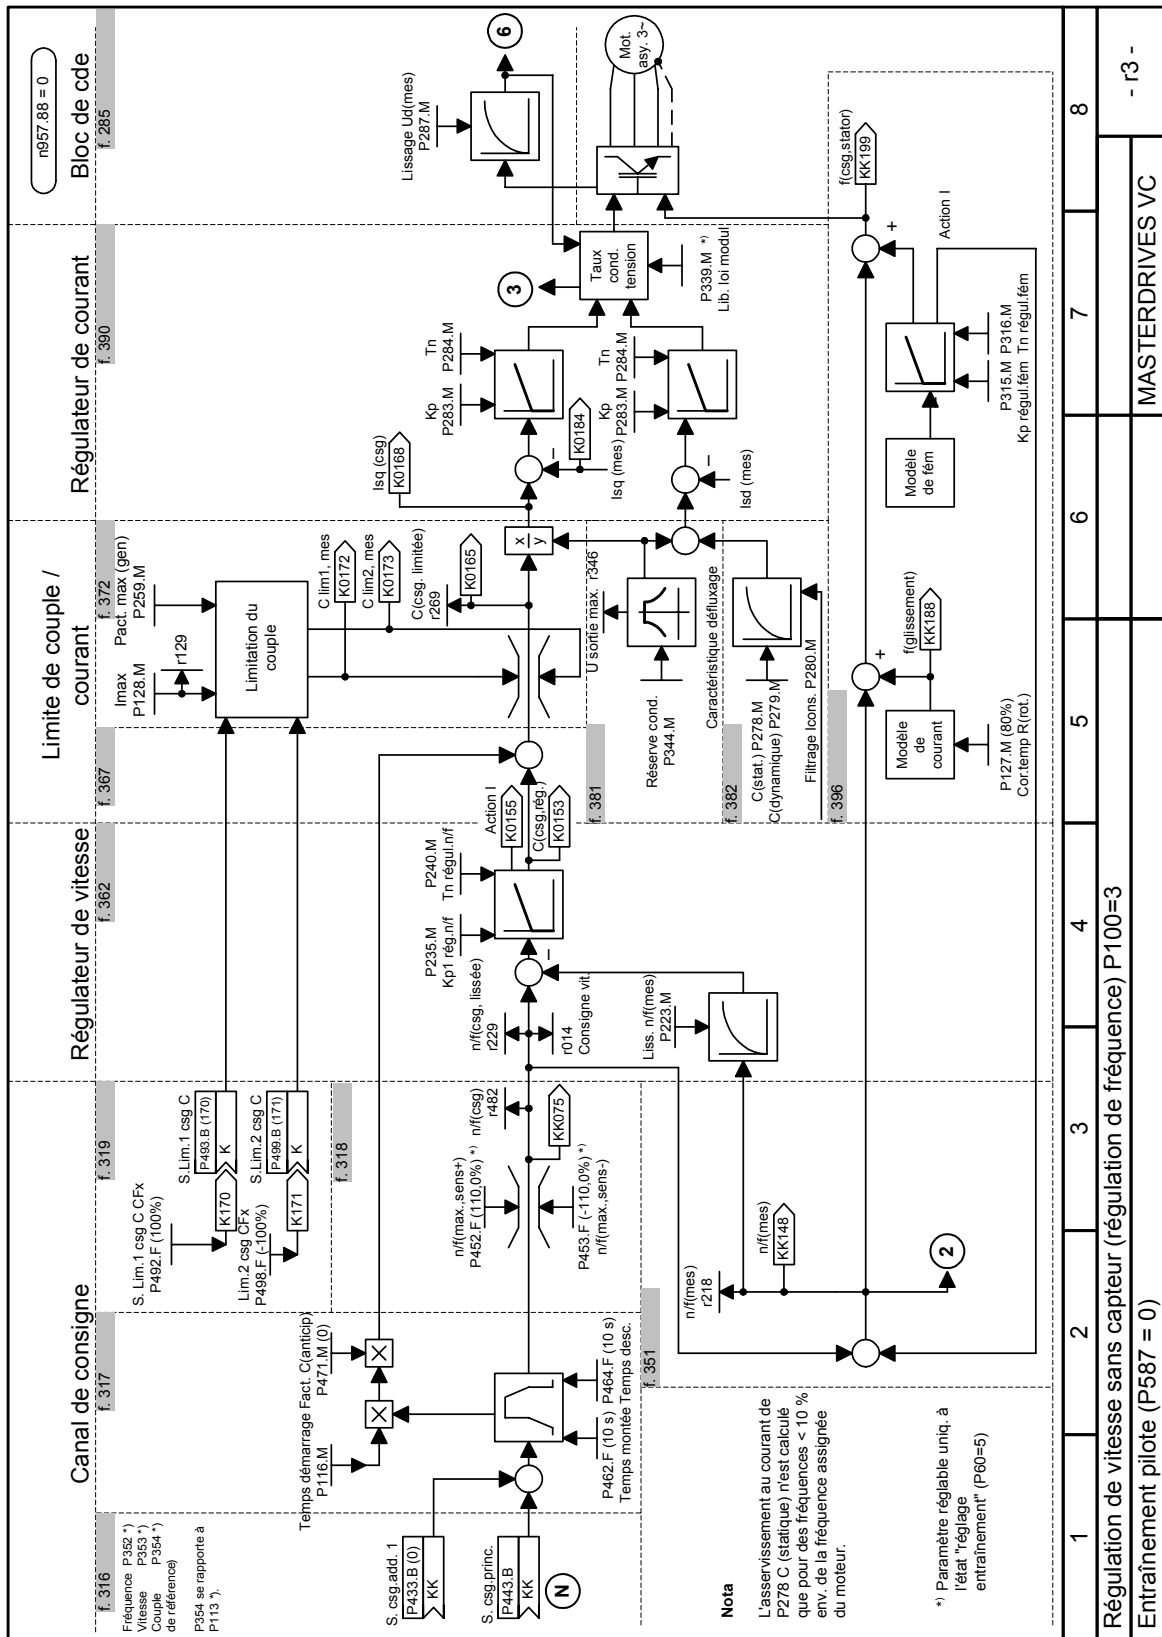 n957.88 = 0
Canal de consigne
Régulateur de vitesse
Limite de couple /
courant
Régulateur de courant
Bloc de cde
f. 316
f. 317
f. 319
f. 362
f. 367
f. 372
f. 390
f. 285
Fréquence P352 *)
Vitesse P353 *)
Couple P354 *)
de référence)
P354 se rapporte à
P113 *).
S. Lim.1 csg C CFx
P492.F (100%)
K170
S.Lim.1 csg C
P493.B (170)
K
Lim.2 csg CFx
P498.F (-100%)
K171
S.Lim.2 csg C
P499.B (171)
K
f. 318
Temps démarrage
P116.M
Fact. C(anticip)
P471.M (0)
X
X
S. csg.add. 1
P433.B (0)
KK
S. csg.princ.
P443.B
KK
N
P462.F (10 s)
Temps montée
P464.F (10 s)
Temps desc.
n/f(max.,sens+)
P452.F (110,0%) *)
P453.F (-110,0%) *)
n/f(max.,sens-)
n/f(csg)
r482
KK075
n/f(csg, lissée)
r229
r014
Consigne vit.
P235.M
Kp1 rég.n/f
P240.M
Tn régul.n/f
Action I
K0155
C(csg,rég.)
K0153
Liss. n/f(mes)
P223.M
Imax
P128.M
r129
Pact. max (gen)
P259.M
Limitation du
couple
C lim1, mes
K0172
C lim2, mes
K0173
C(csg. limitée)
r269
K0165
x
y
Isq (csg)
K0168
K0184
Isq (mes)
Kp
P283.M
Tn
P284.M
Kp
P283.M
Tn
P284.M
Isd (mes)
3
Taux
cond.
tension
P339.M *)
Lib. loi modul
Lissage Ud(mes)
P287.M
6
Mot.
asy. 3~
f. 381
U sortie max.
r346
Réserve cond.
P344.M
Caractéristique défluxage
f. 382
C(stat.) P278.M
C(dynamique) P279.M
Filtrage Icons. P280.M
f. 396
Modèle
de
courant
P127.M (80%)
Cor.temp R(rot.)
f(glissement)
KK188
+
Modèle
de fém
P315.M
Kp régul.fém
P316.M
Tn régul.fém
Action I
+
f(csg,stator)
KK199
f. 351
n/f(mes)
r218
n/f(mes)
KK148
2
Nota
L'asservissement au courant de
P278 C (statique) n'est calculé
que pour des fréquences < 10 %
env. de la fréquence assignée
du moteur.
*) Paramètre réglable uniq. à
l'état "réglage
entraînement" (P60=5)
1
2
3
4
5
6
7
8
Régulation de vitesse sans capteur (régulation de fréquence) P100=3
Entraînement pilote (P587 = 0)
MASTERDRIVES VC
- r3 -